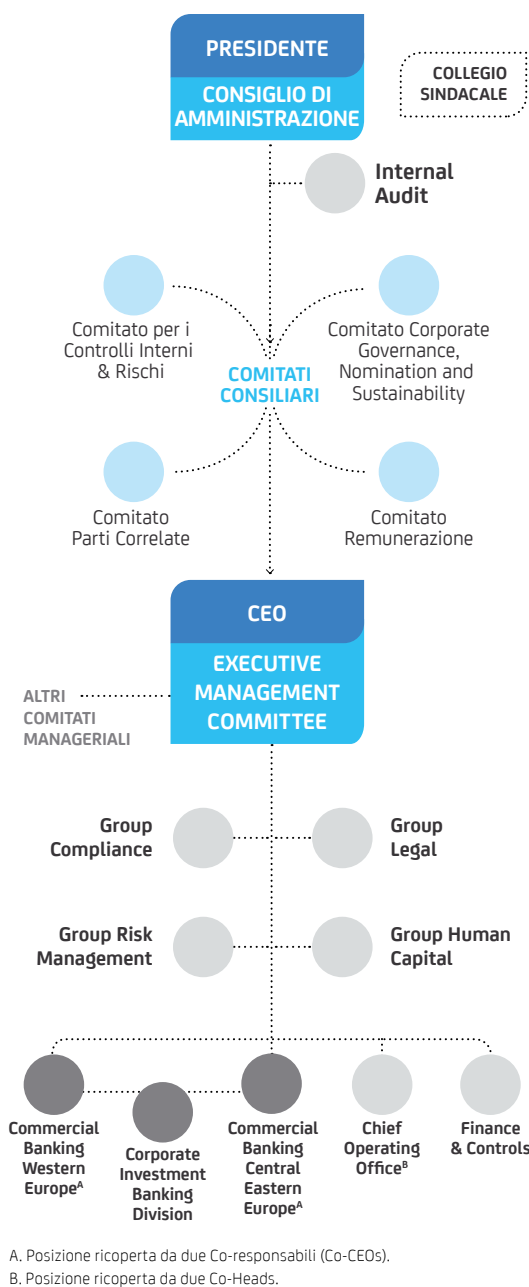 PRESIDENTE
CONSIGLIO DI
AMMINISTRAZIONE
COLLEGIO
SINDACALE
Internal
Audit
Comitato per i
Controlli Interni
& Rischi
Comitato Corporate
Governance,
Nomination and
Sustainability
COMITATI
CONSILIARI
Comitato
Parti Correlate
Comitato
Remunerazione
CEO
EXECUTIVE
MANAGEMENT
COMMITTEE
ALTRI
COMITATI
MANAGERIALI
Group
Compliance
Group
Legal
Group Risk
Management
Group Human
Capital
Commercial
Banking
Western
Europeᴬ
Corporate
Investment
Banking
Division
Commercial
Banking
Central
Eastern
Europeᴬ
Chief
Operating
Officeᴮ
Finance
& Controls
A. Posizione ricoperta da due Co-responsabili (Co-CEOs).
B. Posizione ricoperta da due Co-Heads.